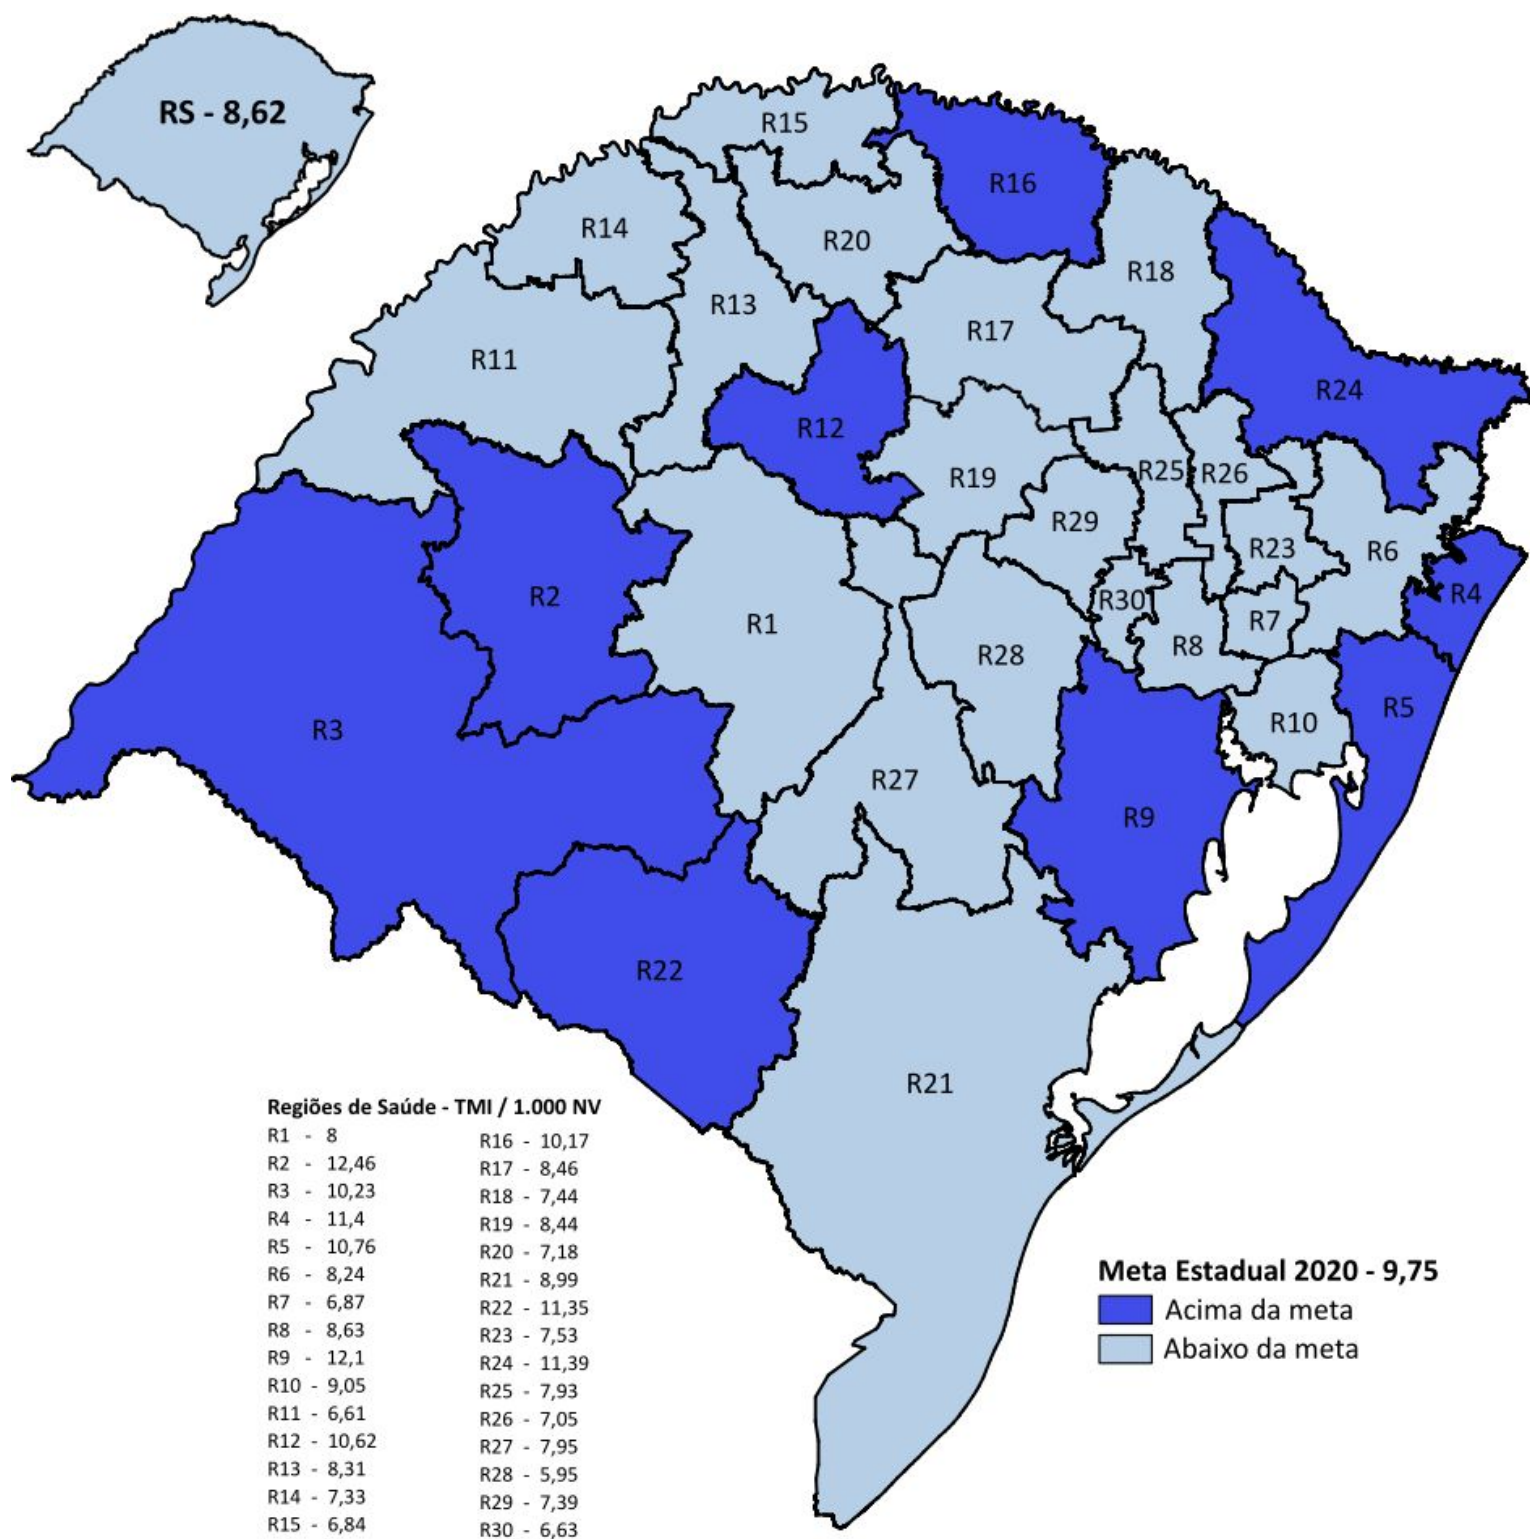 RS - 8,62
R15
R16
R14
R20
R18
R13
R17
R11
R24
R12
R25
R26
R19
R29
R23
R6
R2
R4
R30
R1
R7
R8
R28
R5
R3
R10
R27
R9
R22
R21
Regiões de Saúde - TMI / 1.000 NV
R1 - 8
R2 - 12,46
R3 - 10,23
R4 - 11,4
R5 - 10,76
R6 - 8,24
R7 - 6,87
R8 - 8,63
R9 - 12,1
R10 - 9,05
R11 - 6,61
R12 - 10,62
R13 - 8,31
R14 - 7,33
R15 - 6,84
R16 - 10,17
R17 - 8,46
R18 - 7,44
R19 - 8,44
R20 - 7,18
R21 - 8,99
R22 - 11,35
R23 - 7,53
R24 - 11,39
R25 - 7,93
R26 - 7,05
R27 - 7,95
R28 - 5,95
R29 - 7,39
R30 - 6,63
Meta Estadual 2020 - 9,75
Acima da meta
Abaixo da meta